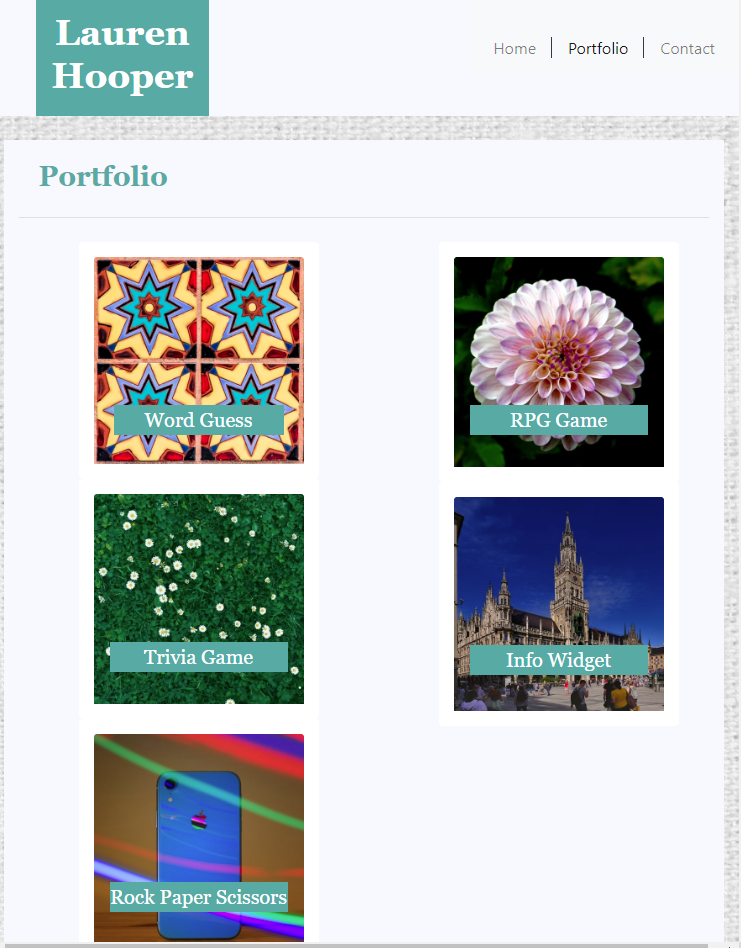 Lauren
Hooper
Home
Portfolio
Contact
Portfolio
Word Guess
RPG Game
Trivia Game
Info Widget
Rock Paper Scissors